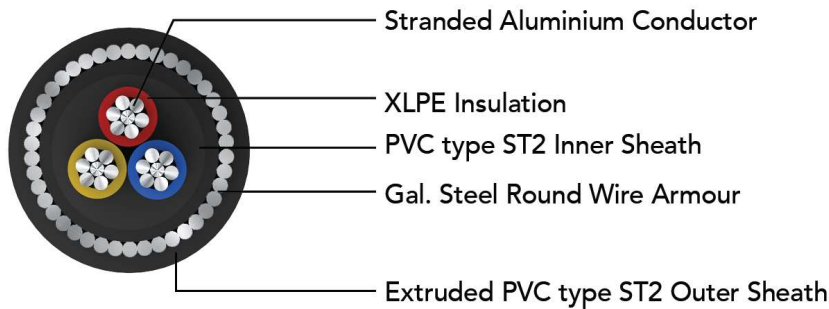 Stranded Aluminium Conductor
XLPE Insulation
PVC type ST2 Inner Sheath
Gal. Steel Round Wire Armour
Extruded PVC type ST2 Outer Sheath